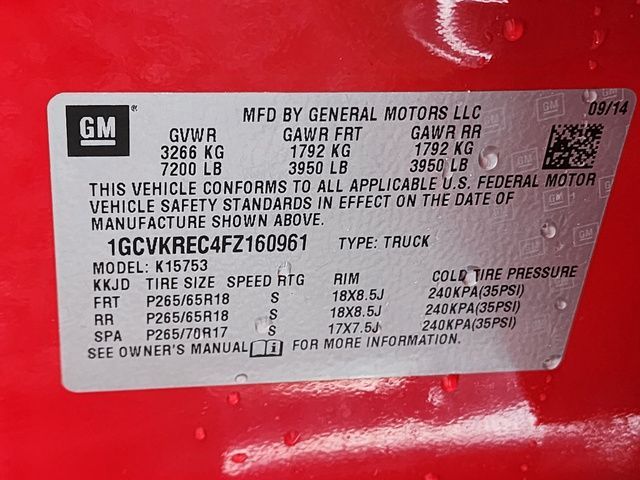 GM
MFD BY GENERAL MOTORS LLC 09/14
GVWR GAWR FRT GAWR RR
3266 KG 1792 KG 1792 KG
7200 LB 3950 LB 3950 LB
THIS VEHICLE CONFORMS TO ALL APPLICABLE U.S. FEDERAL MOTOR
VEHICLE SAFETY STANDARDS IN EFFECT ON THE DATE OF
MANUFACTURE SHOWN ABOVE.
1GCVKREC4FZ160961 TYPE: TRUCK
MODEL: K15753
KKJD TIRE SIZE SPEED RTG RIM COLD TIRE PRESSURE
FRT P265/65R18 S 18X8.5J 240KPA(35PSI)
RR P265/65R18 S 18X8.5J 240KPA(35PSI)
SPA P265/70R17 S 17X7.5J 240KPA(35PSI)
SEE OWNER'S MANUAL FOR MORE INFORMATION.